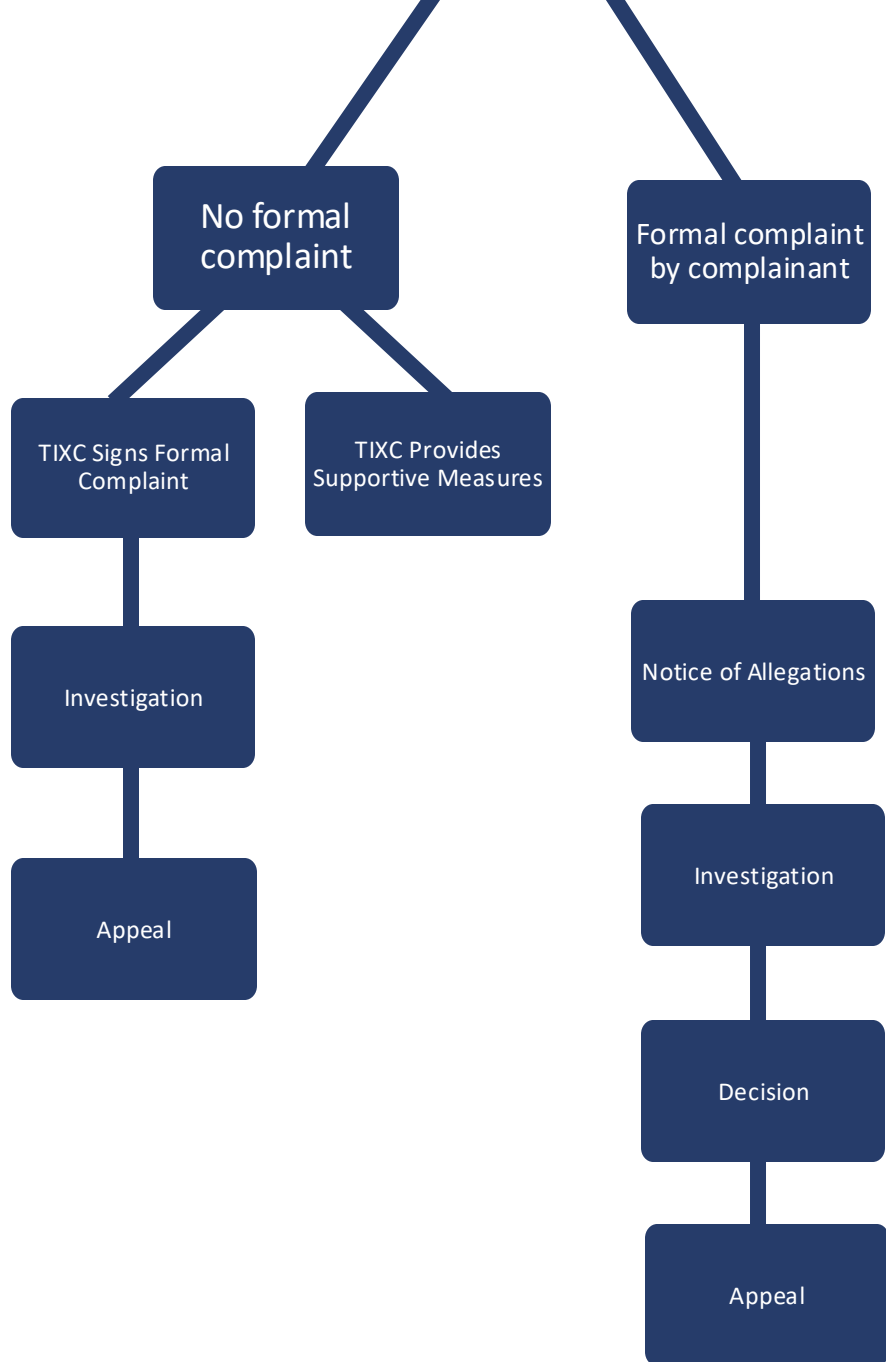 No formal
complaint
Formal complaint
by complainant
TIXC Signs Formal
Complaint
TIXC Provides
Supportive Measures
Investigation
Notice of Allegations
Appeal
Investigation
Decision
Appeal